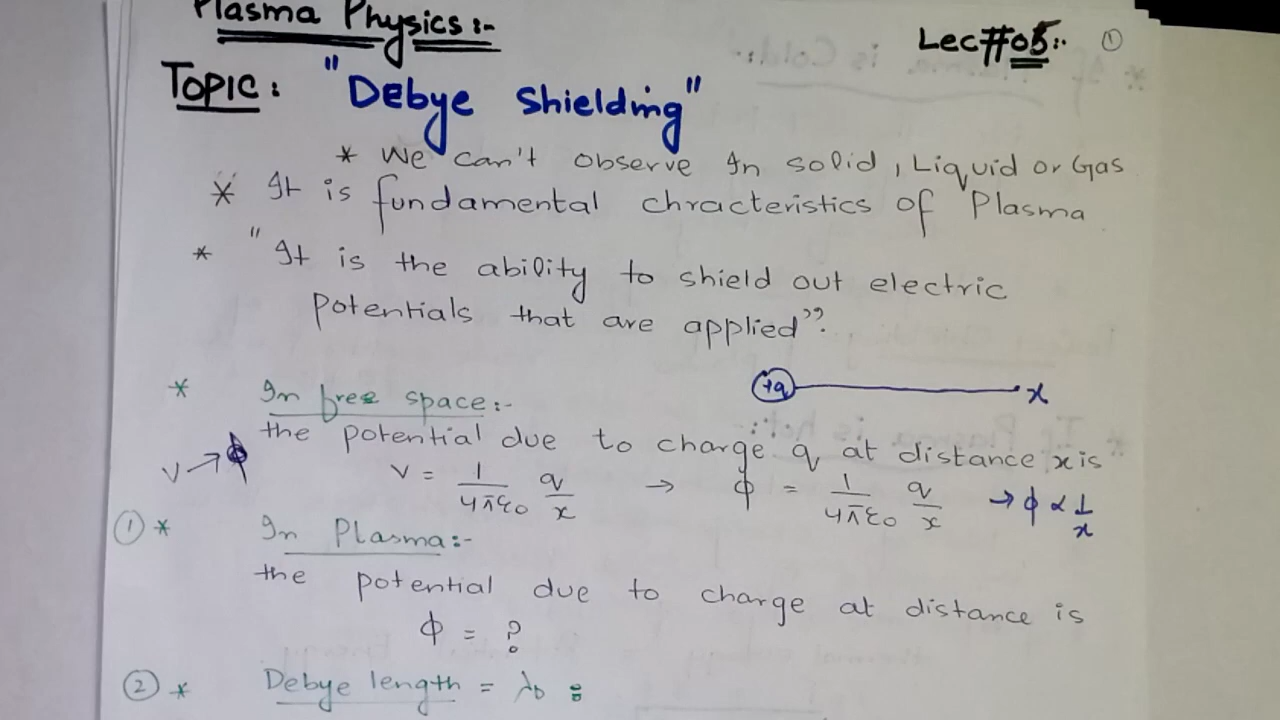 Plasma Physics :-
Lec#05:. ①
TOPIC: "Debye Shielding"
* We can't observe In solid, Liquid or Gas
* It is fundamental chracteristics of Plasma
* "It is the ability to shield out electric
Potentials that are applied".
* In free space:-
+q x
the potential due to charge q at distance x is
V → ϕ
V = 1/4πε₀ q/x → ϕ = 1/4πε₀ q/x → ϕ ∝ 1/x
① * In Plasma:-
the potential due to charge at distance is
ϕ = ?
② * Debye length = λD :